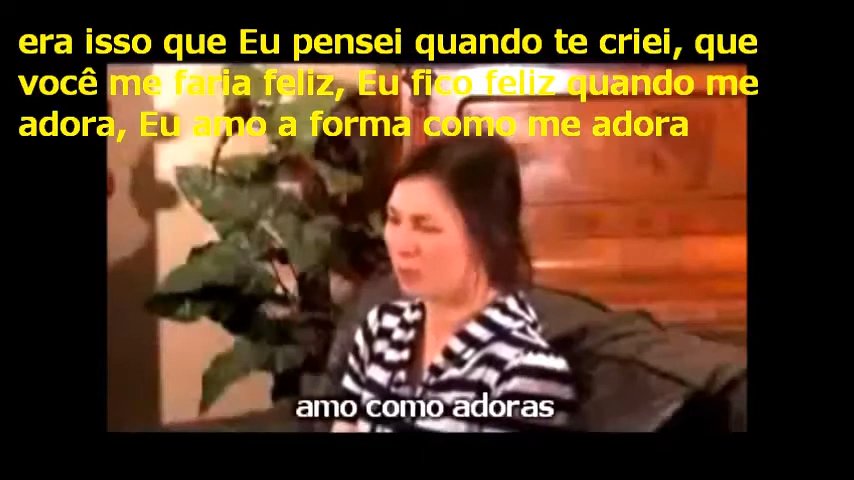 era isso que Eu pensei quando te criei, que
você me faria feliz, Eu fico feliz quando me
adora, Eu amo a forma como me adora
amo como adoras